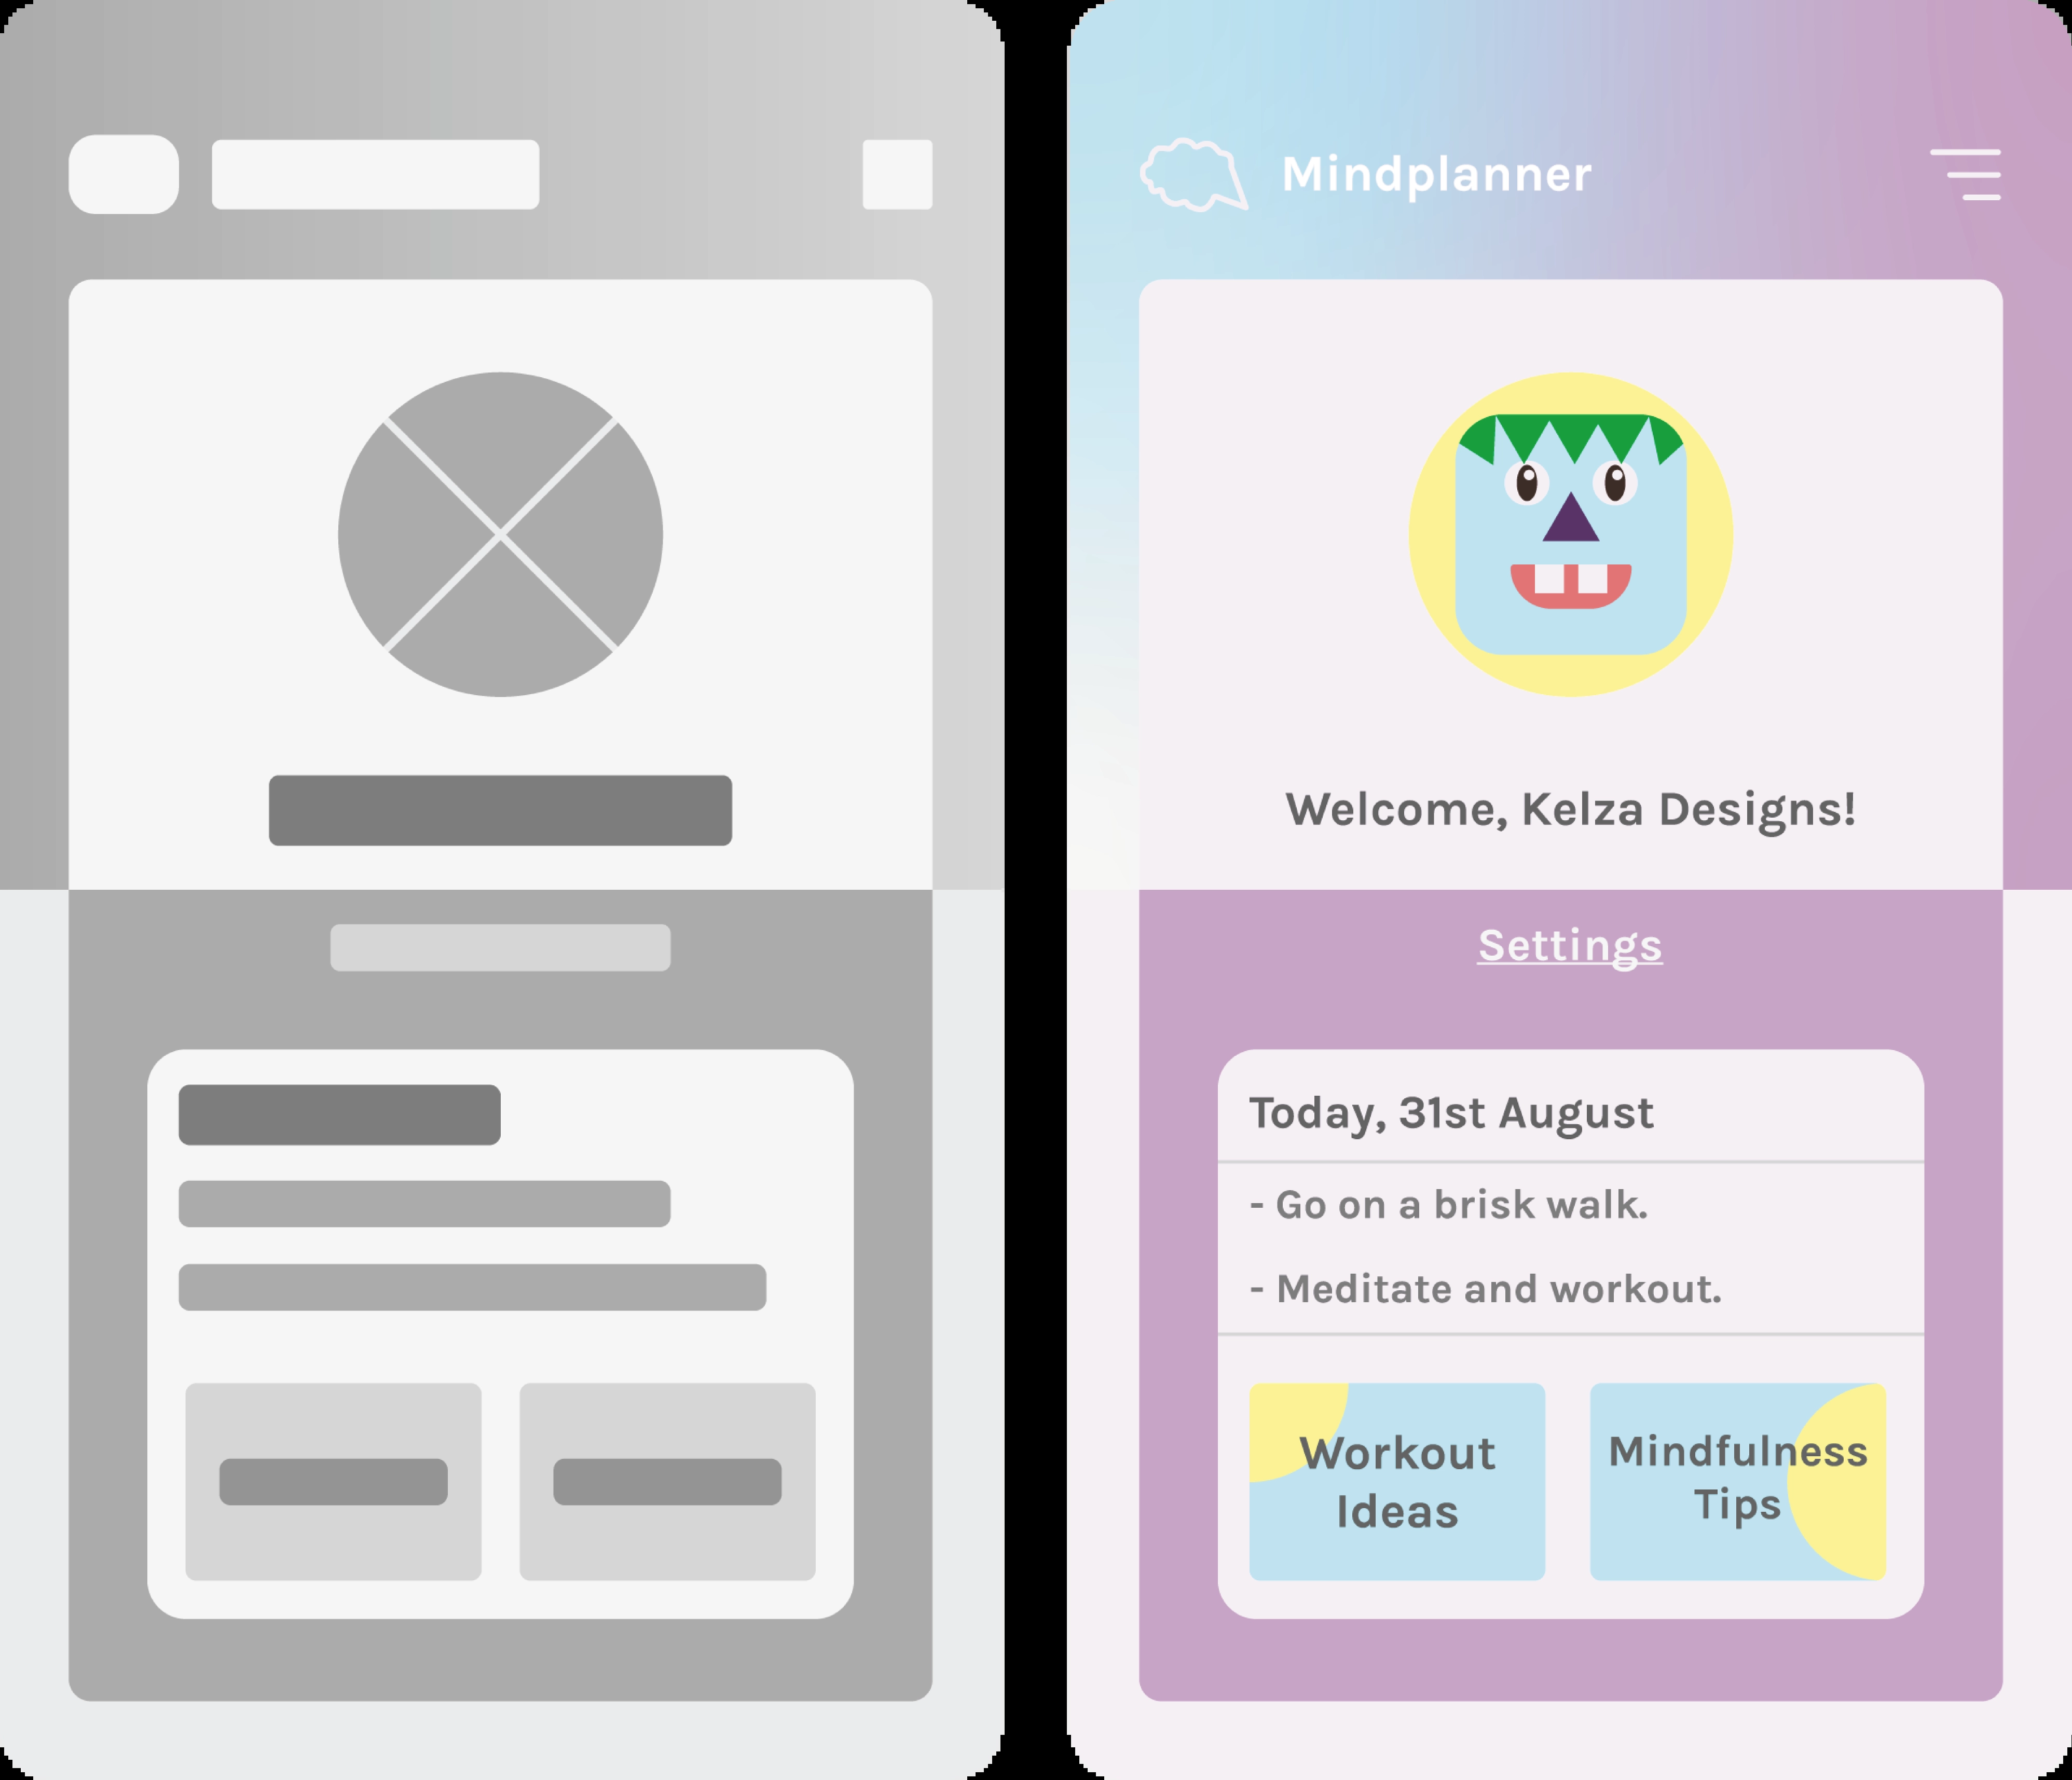 Mindplanner
Welcome, Kelza Designs!
Settings
Today, 31st August
- Go on a brisk walk.
- Meditate and workout.
Workout
Ideas
Mindfulness
Tips